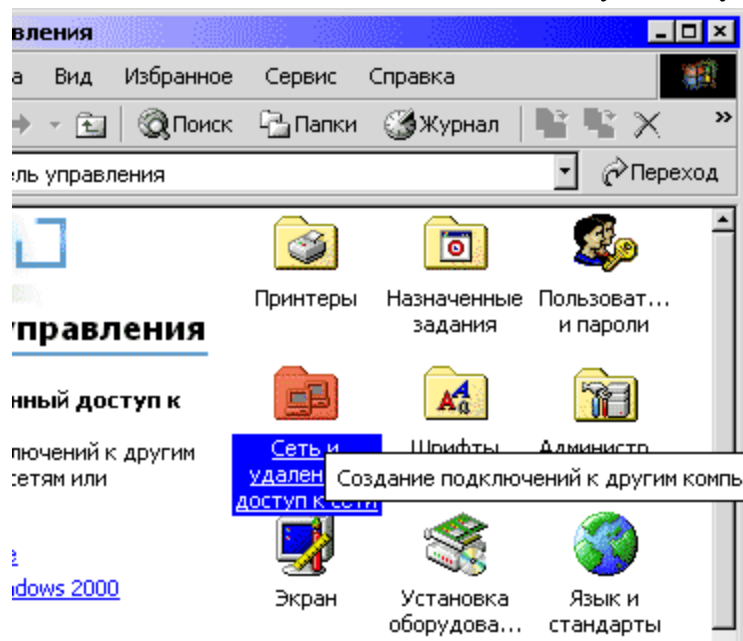 вления
а Вид Избранное Сервис Справка
Поиск Папки Журнал »
ель управления Переход
Принтеры Назначенные задания Пользоват... и пароли
управления
нный доступ к
лючений к другим
сетям или
Сеть и
удален
доступ к сети
Шрифты Администр
Создание подключений к другим компь
е
dows 2000
Экран Установка оборудова... Язык и стандарты